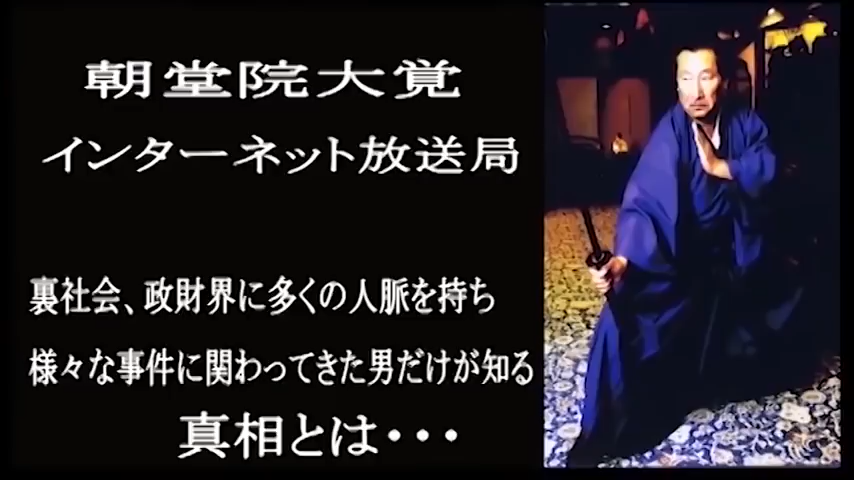 朝堂院大覚
インターネット放送局
裏社会、政財界に多くの人脈を持ち
様々な事件に関わってきた男だけが知る
真相とは・・・